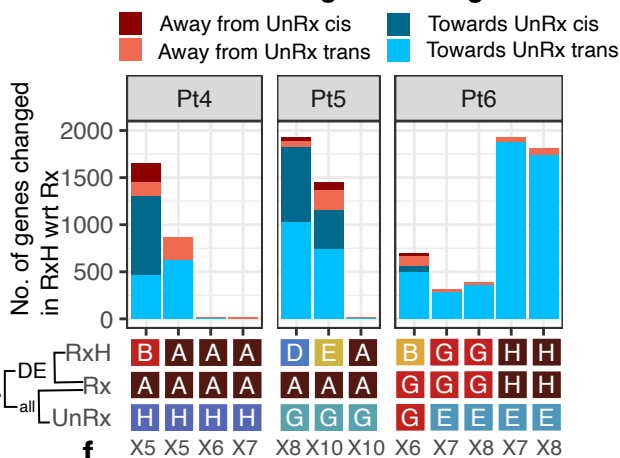 Away from UnRx cis Towards UnRx cis
Away from UnRx trans Towards UnRx trans
Pt4 Pt5 Pt6
No. of genes changed
in RxH wrt Rx
2000
1500
1000
500
0
RxH B A A A D E A B G G H H
DE
Rx A A A A A A A G G G H H
all
UnRx H H H H G G G G E E E E
f X5 X5 X6 X7 X8 X10 X10 X6 X7 X8 X7 X8